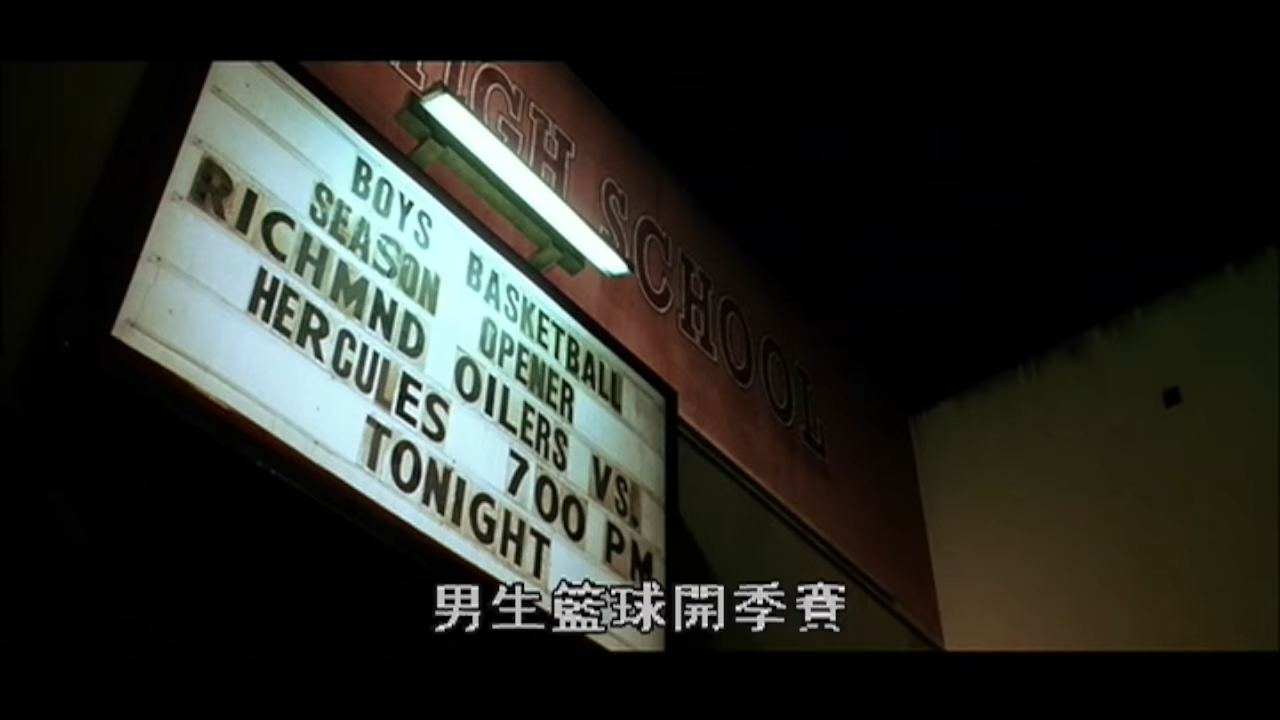 HIGH SCHOOL
BOYS BASKETBALL
SEASON OPENER
RICHMND OILERS VS.
HERCULES 700 PM
TONIGHT
男生籃球開季賽